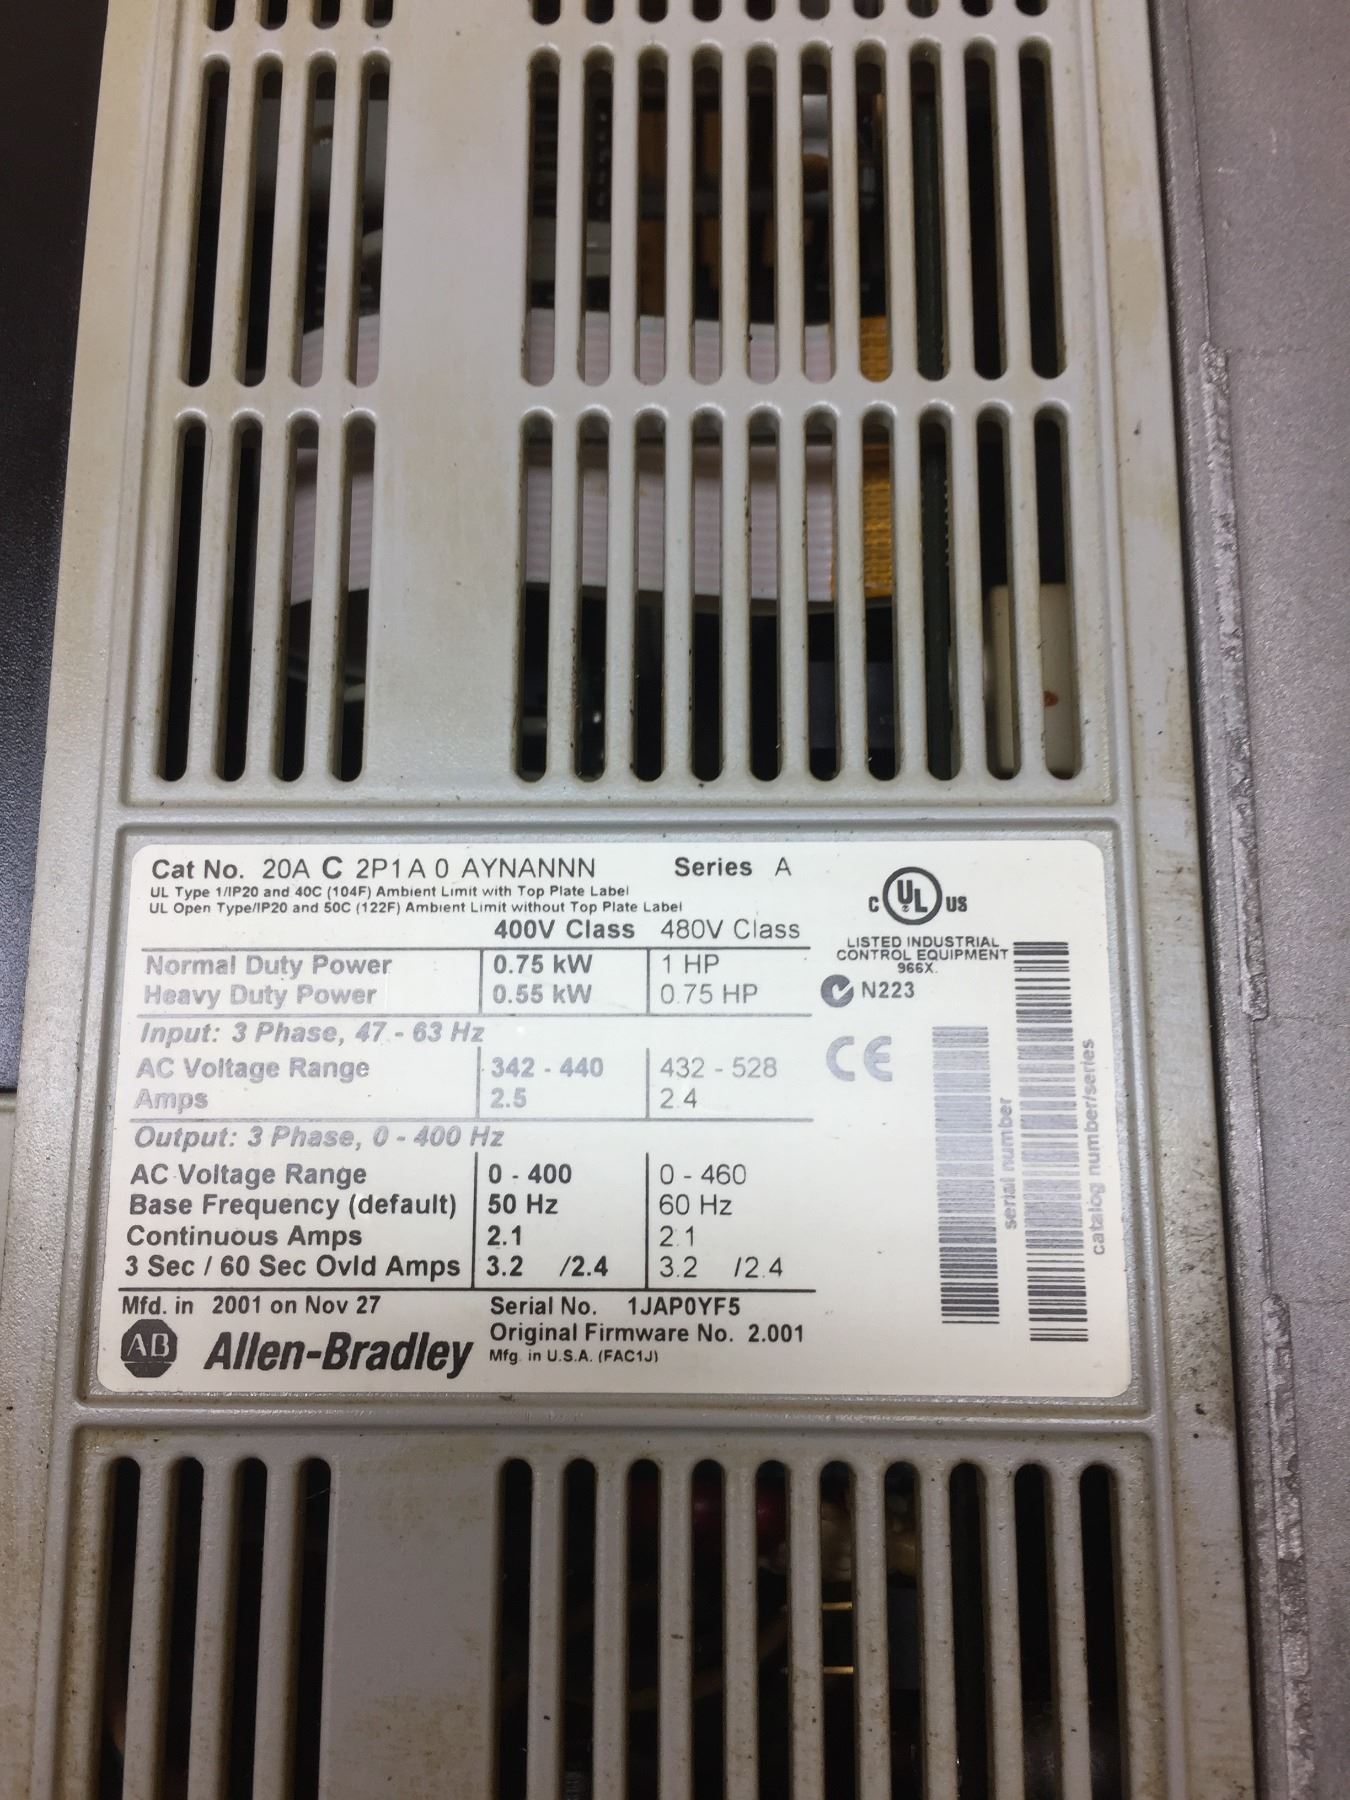 Cat No. 20A C 2P1 A 0 AYNANNN Series A
UL Type 1/IP20 and 40C (104F) Ambient Limit with Top Plate Label
UL Open Type/IP20 and 50C (122F) Ambient Limit without Top Plate Label
400V Class 480V Class
Normal Duty Power 0.75 kW 1 HP
Heavy Duty Power 0.55 kW 0.75 HP
Input: 3 Phase, 47 - 63 Hz
AC Voltage Range 342 - 440 432 - 528
Amps 2.5 2.4
Output: 3 Phase, 0 - 400 Hz
AC Voltage Range 0 - 400 0 - 460
Base Frequency (default) 50 Hz 60 Hz
Continuous Amps 2.1 2.1
3 Sec / 60 Sec Ovld Amps 3.2 /2.4 3.2 /2.4
Mfd. in 2001 on Nov 27 Serial No. 1JAP0YF5
Original Firmware No. 2.001
AB Allen-Bradley Mfg. in U.S.A. (FAC1J)
C UL US
LISTED INDUSTRIAL
CONTROL EQUIPMENT
966X
N223
CE
serial number
catalog number/series